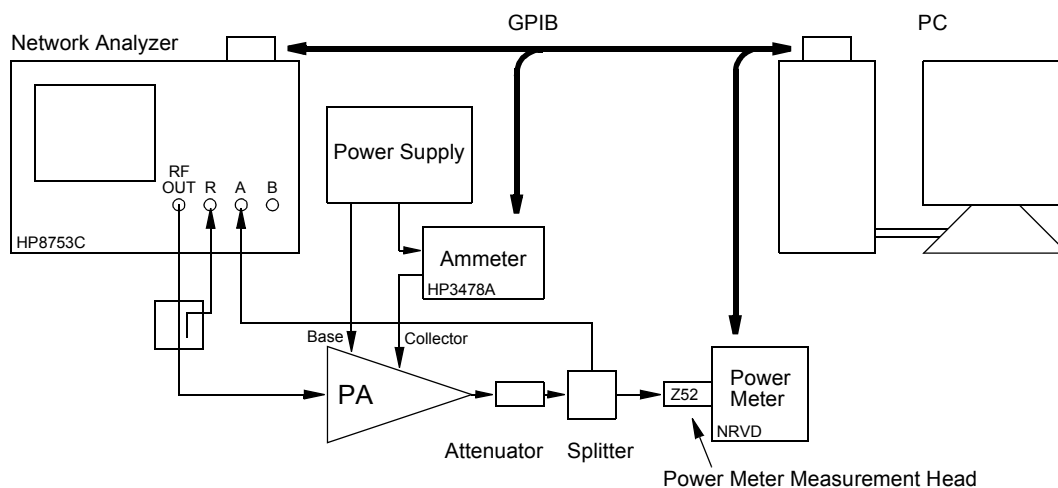 GPIB
PC
Network Analyzer
Power Supply
RF
OUT
R
A
B
HP8753C
Ammeter
HP3478A
Base
Collector
PA
Z52
Power
Meter
NRVD
Attenuator
Splitter
Power Meter Measurement Head